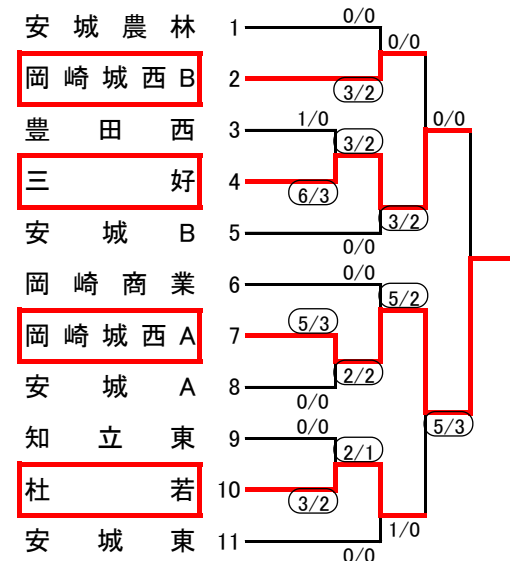 安城農林 1 0/0
0/0
岡崎城西B 2 3/2
豊田西 3 1/0 0/0
3/2
三好 4 6/3
3/2
安城B 5 0/0
岡崎商業 6 0/0
5/2
岡崎城西A 7 5/3
2/2
安城A 8 0/0
知立東 9 0/0 5/3
2/1
杜若 10 3/2
1/0
安城東 11 0/0